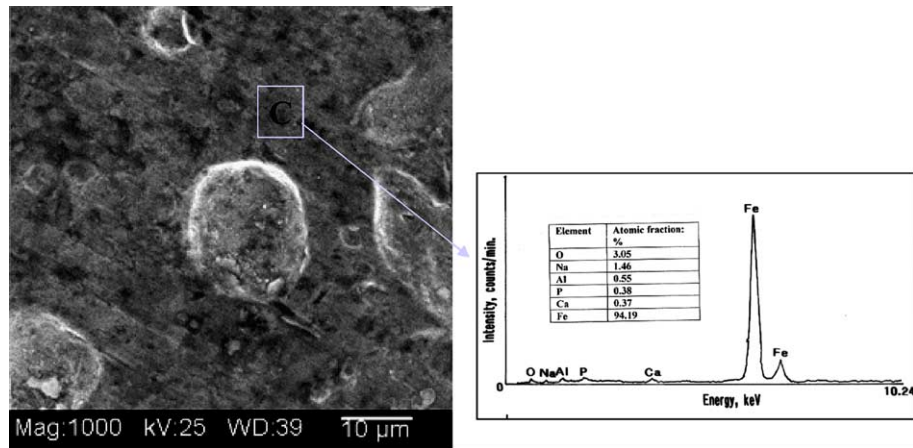 C
Mag:1000 kV:25 WD:39 10 µm
Intensity, counts/min.
Fe
Element Atomic fraction: %
O 3.05
Na 1.46
Al 0.55
P 0.38
Ca 0.37
Fe 94.19
Fe
O Na Al P Ca
0
10.24
Energy, keV